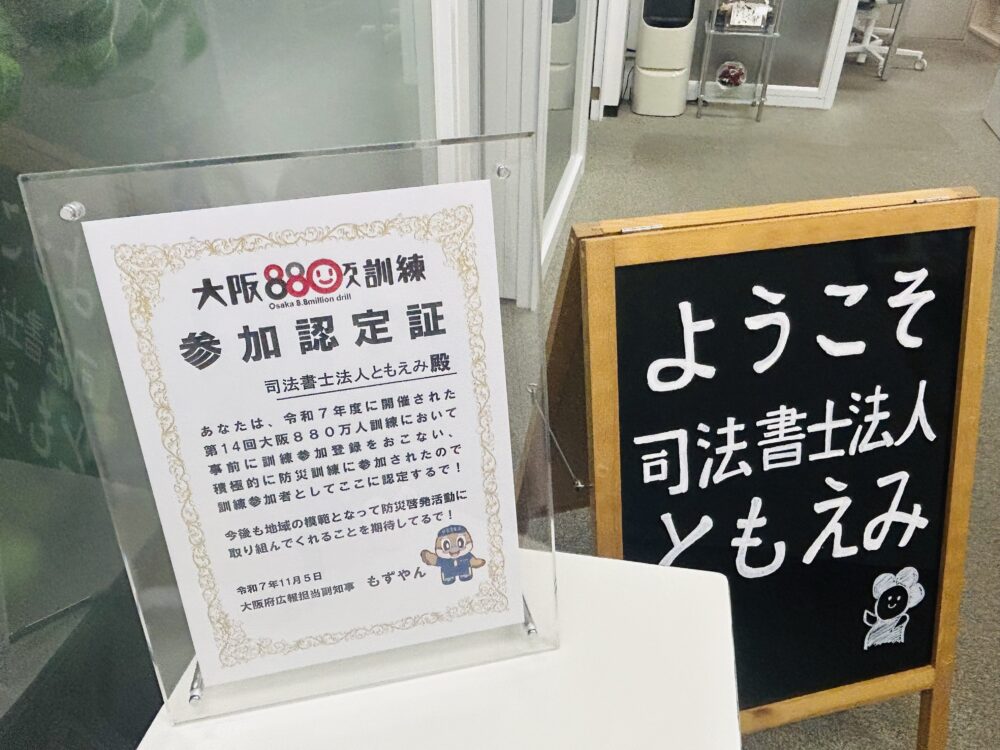 大阪880万人訓練
Osaka 8.8million drill
参加認定証
司法書士法人ともえみ殿
あなたは、令和7年度に開催された
第14回大阪880万人訓練において
事前に訓練参加登録をおこない、
積極的に防災訓練に参加されたので
訓練参加者としてここに認定するで!
今後も地域の模範となって防災啓発活動に
取り組んでくれることを期待してるで!
令和7年11月5日
大阪府広報担当副知事 もずやん
ようこそ
司法書士法人
ともえみ